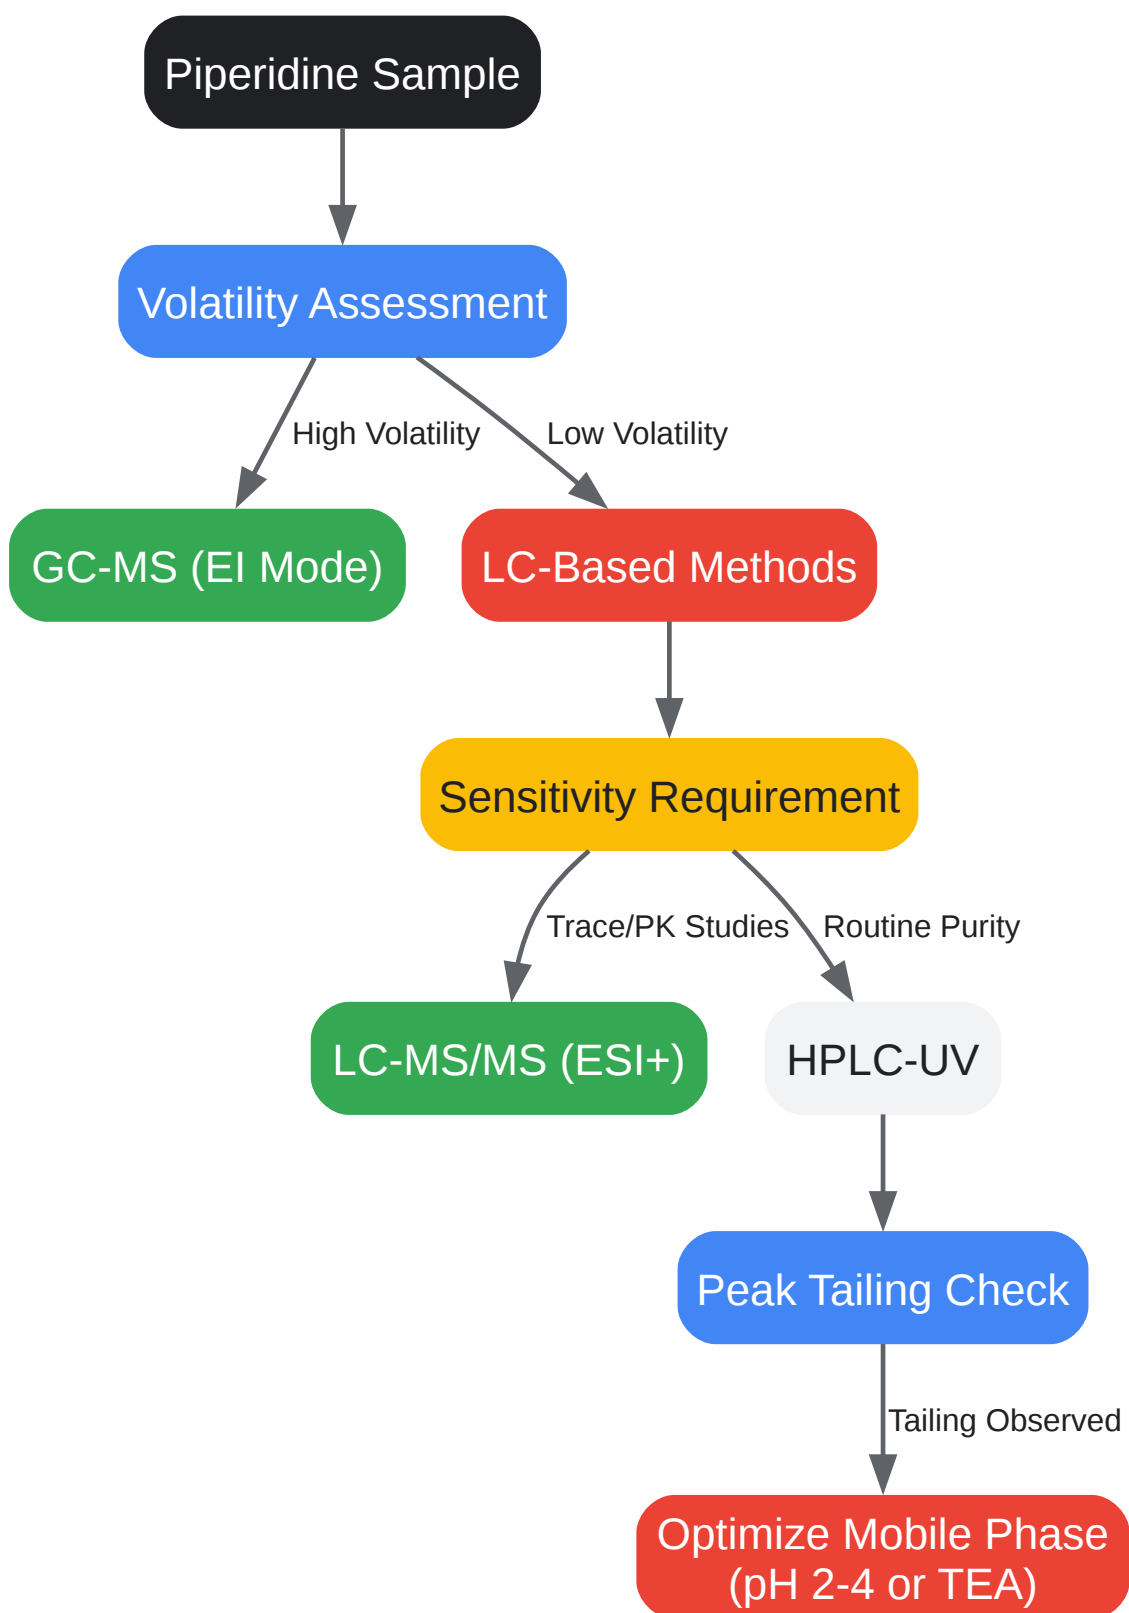 Piperidine Sample
Volatility Assessment
High Volatility
Low Volatility
GC-MS (EI Mode)
LC-Based Methods
Sensitivity Requirement
Trace/PK Studies
Routine Purity
LC-MS/MS (ESI+)
HPLC-UV
Peak Tailing Check
Tailing Observed
Optimize Mobile Phase
(pH 2-4 or TEA)